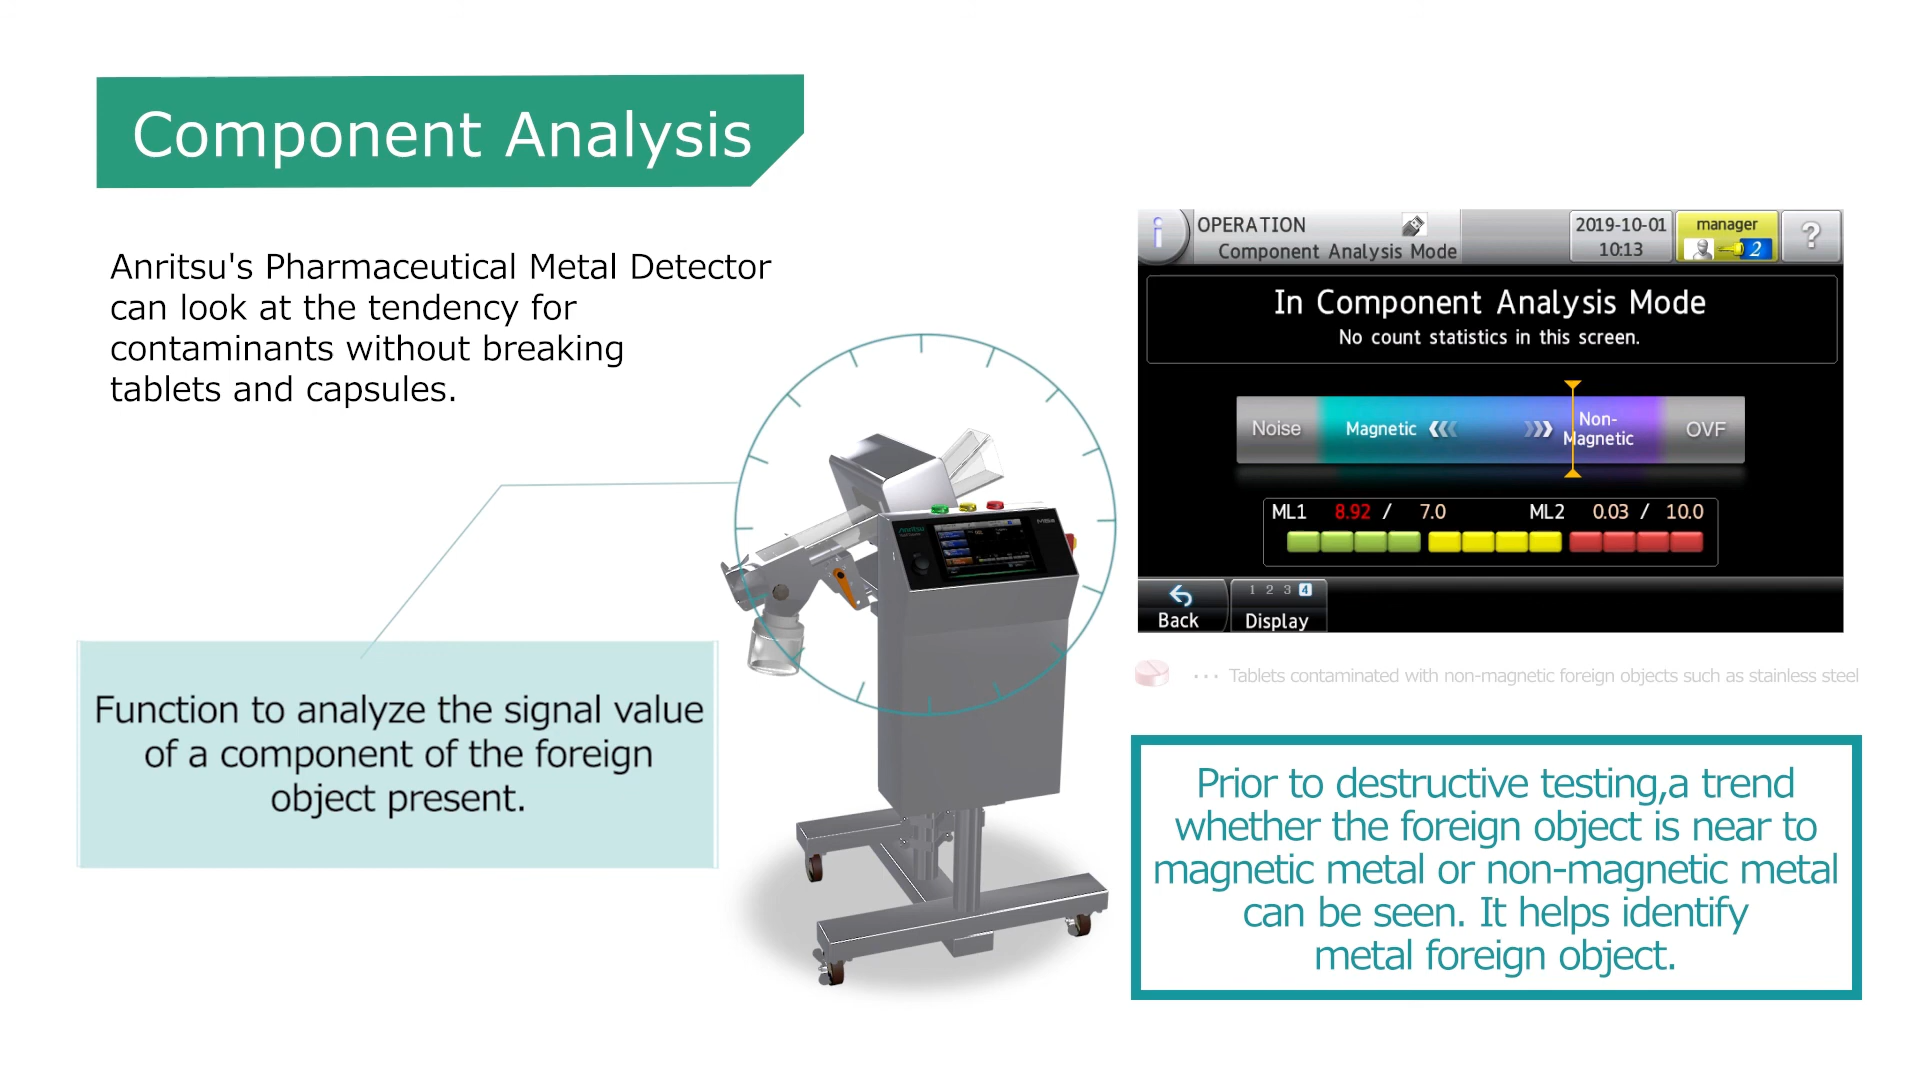 Component Analysis
Anritsu's Pharmaceutical Metal Detector
can look at the tendency for
contaminants without breaking
tablets and capsules.
Function to analyze the signal value
of a component of the foreign
object present.
Anritsu
OPERATION
Component Analysis Mode
2019-10-01
10:13
manager
2
?
In Component Analysis Mode
No count statistics in this screen.
Noise
Magnetic
Non-
Magnetic
OVF
ML1 8.92 / 7.0 ML2 0.03 / 10.0
1 2 3 4
Back
Display
... Tablets contaminated with non-magnetic foreign objects such as stainless steel
Prior to destructive testing,a trend
whether the foreign object is near to
magnetic metal or non-magnetic metal
can be seen. It helps identify
metal foreign object.